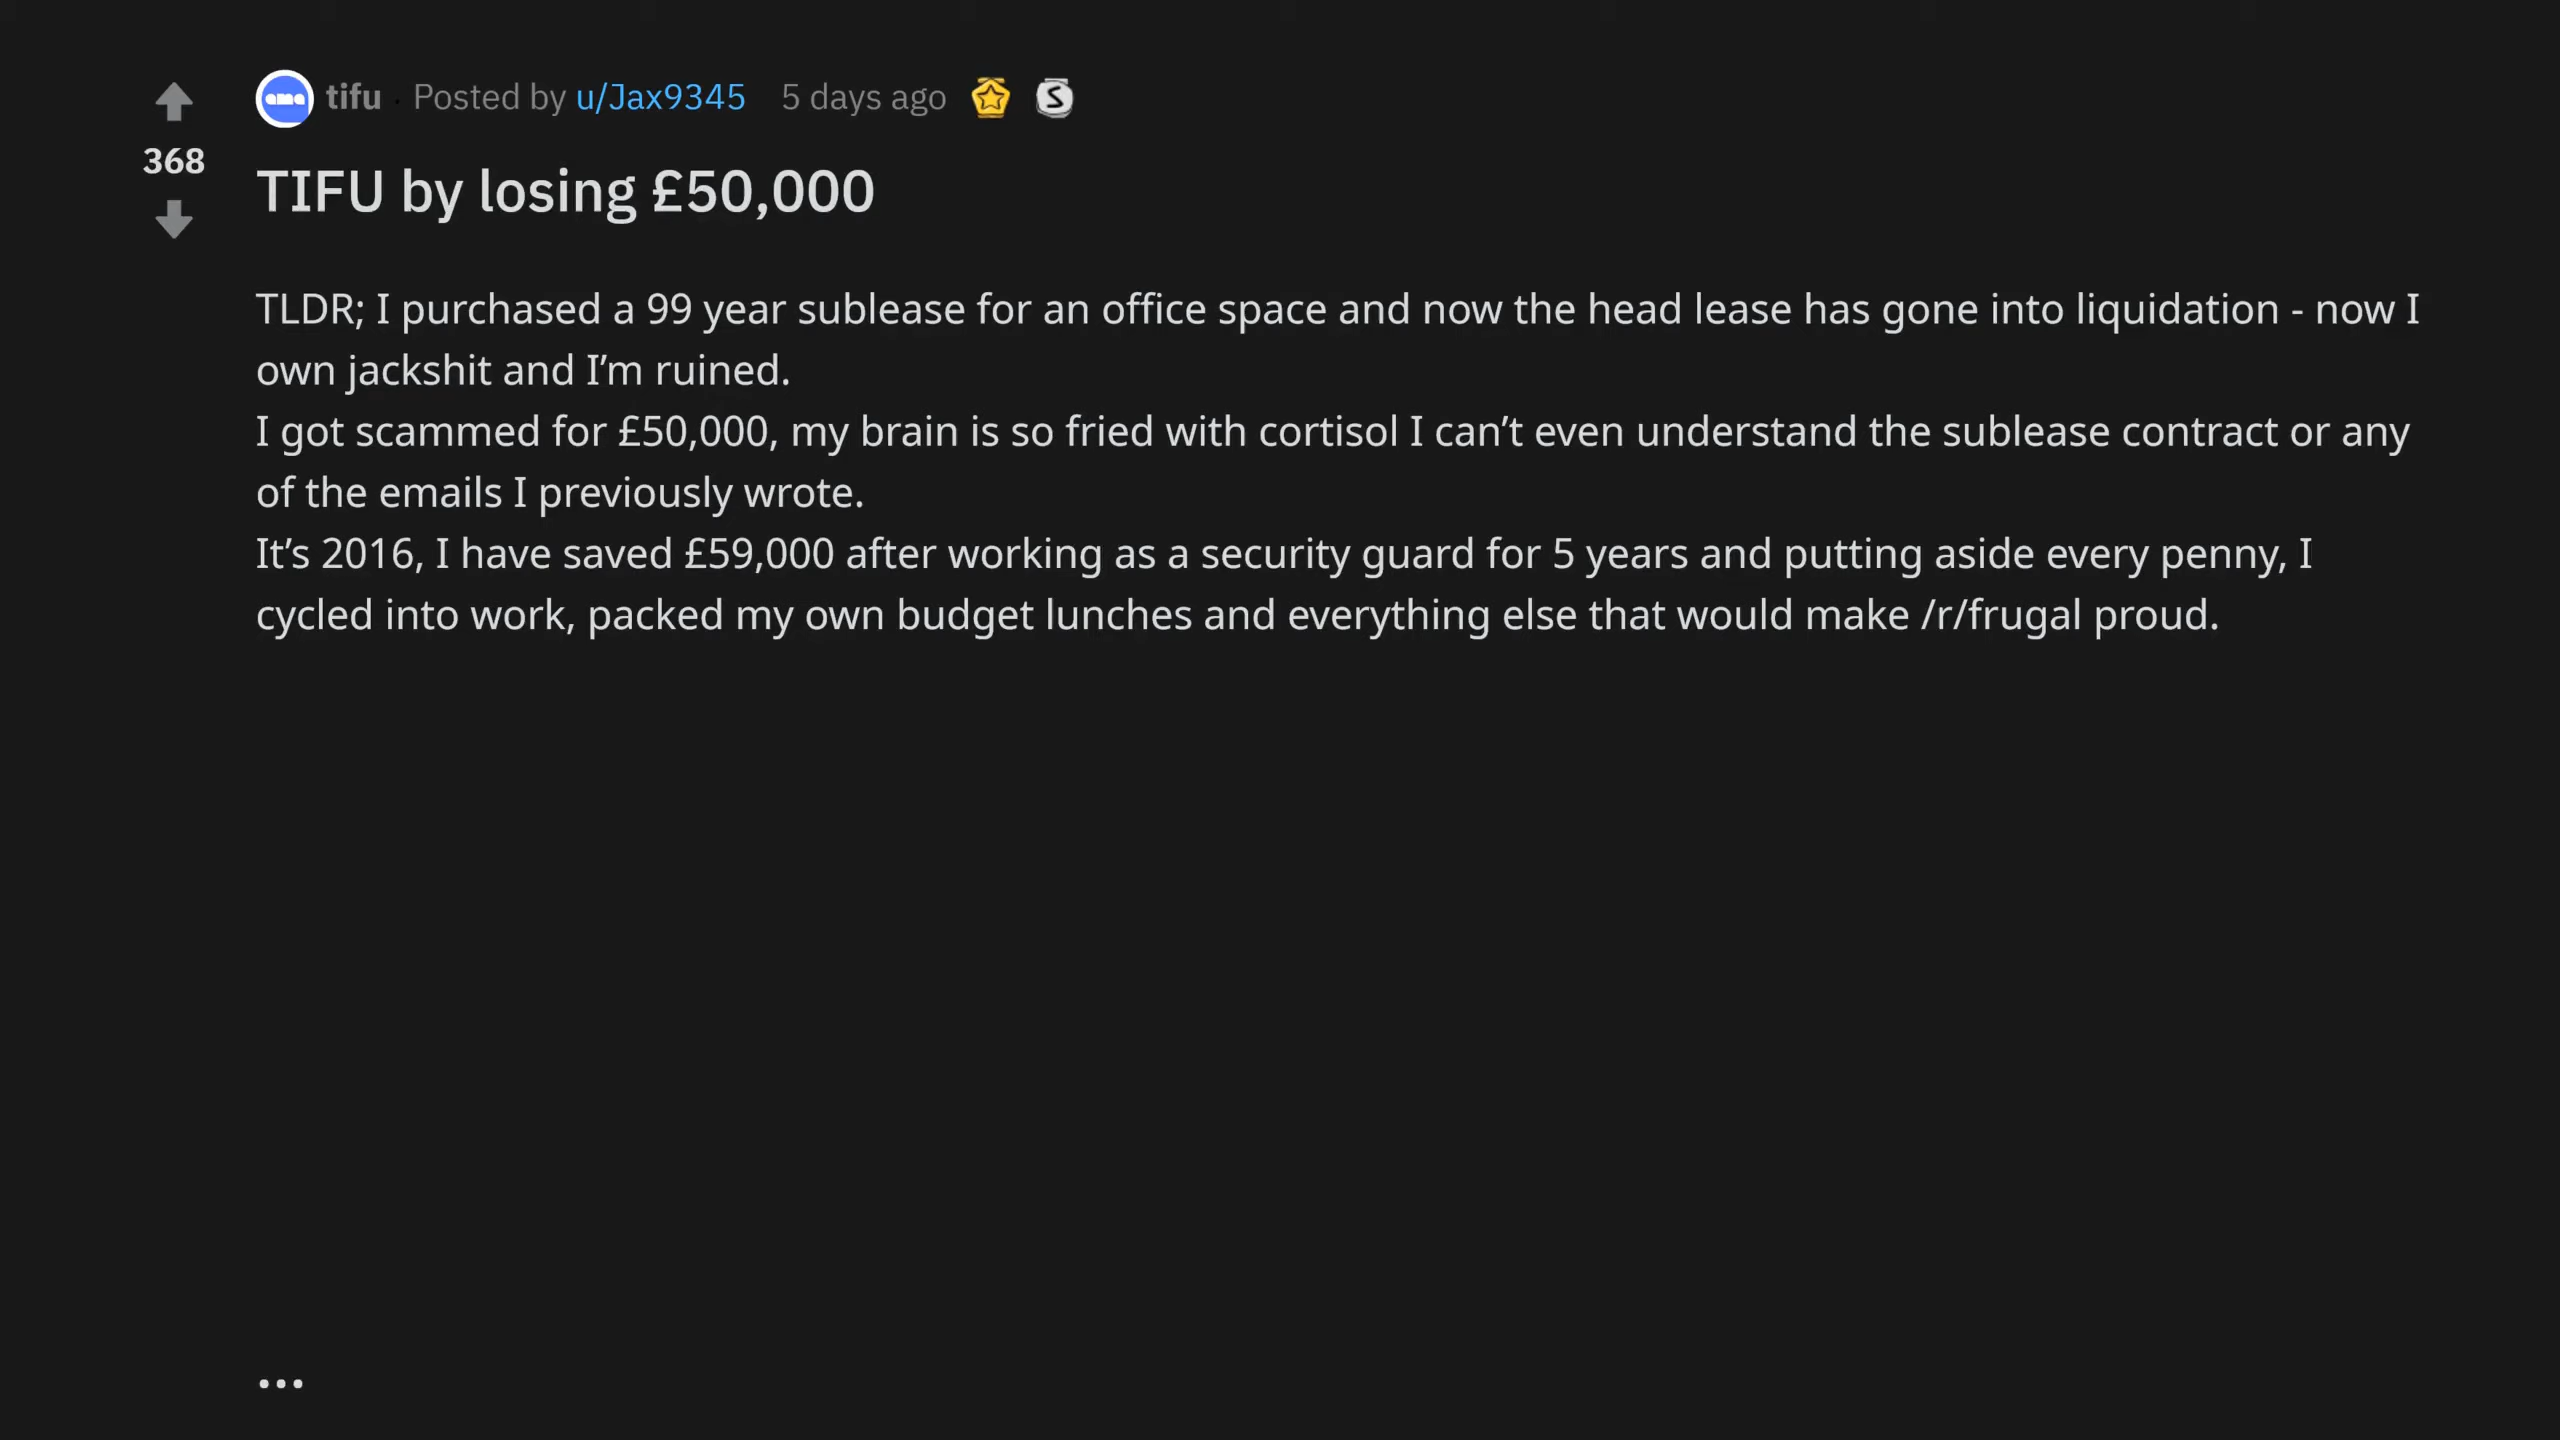 tifu · Posted by u/Jax9345 5 days ago
368
TIFU by losing £50,000
TLDR; I purchased a 99 year sublease for an office space and now the head lease has gone into liquidation - now I
own jackshit and I’m ruined.
I got scammed for £50,000, my brain is so fried with cortisol I can’t even understand the sublease contract or any
of the emails I previously wrote.
It’s 2016, I have saved £59,000 after working as a security guard for 5 years and putting aside every penny, I
cycled into work, packed my own budget lunches and everything else that would make /r/frugal proud.
...